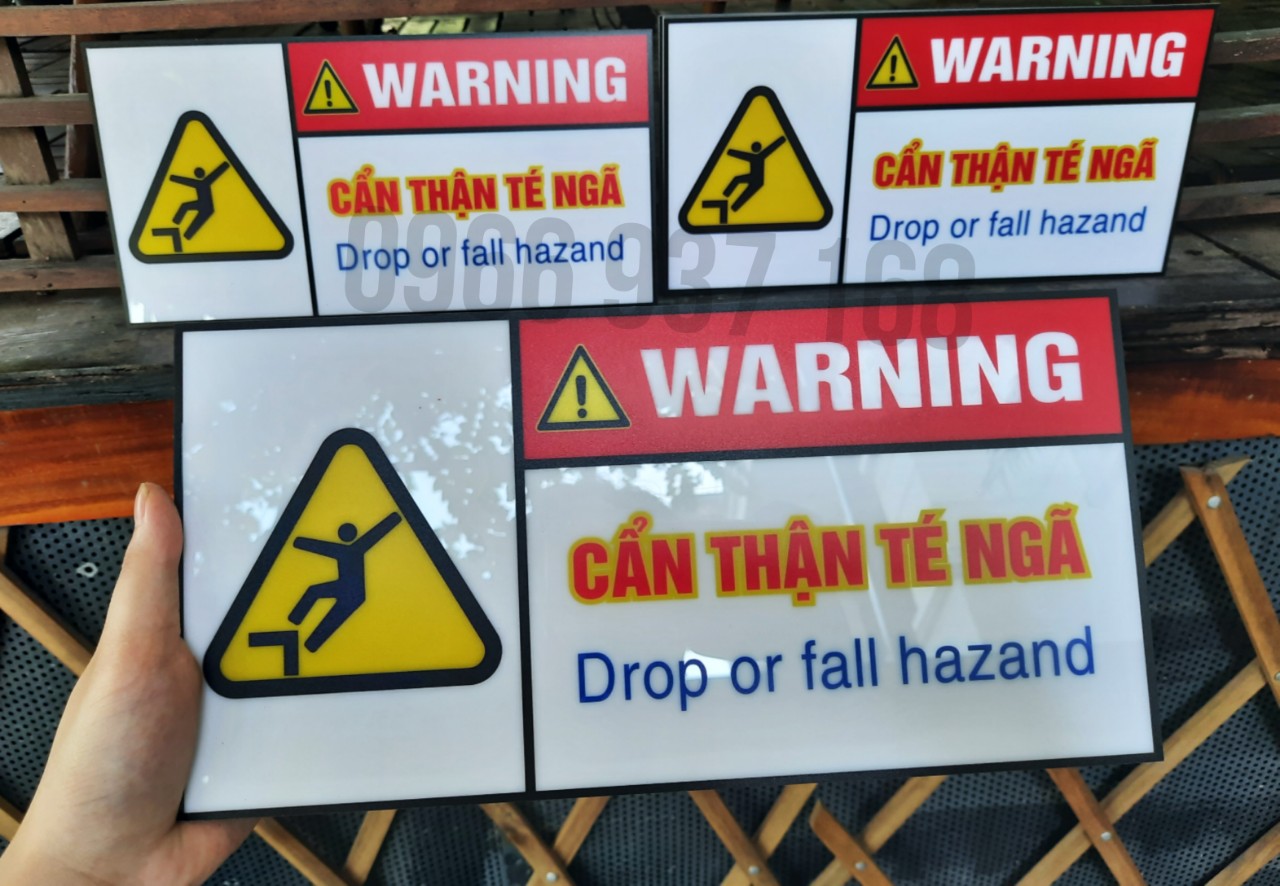 WARNING
CẨN THẬN TÉ NGÃ
Drop or fall hazand
WARNING
CẨN THẬN TÉ NGÃ
Drop or fall hazand
0966 937 168
WARNING
CẨN THẬN TÉ NGÃ
Drop or fall hazand